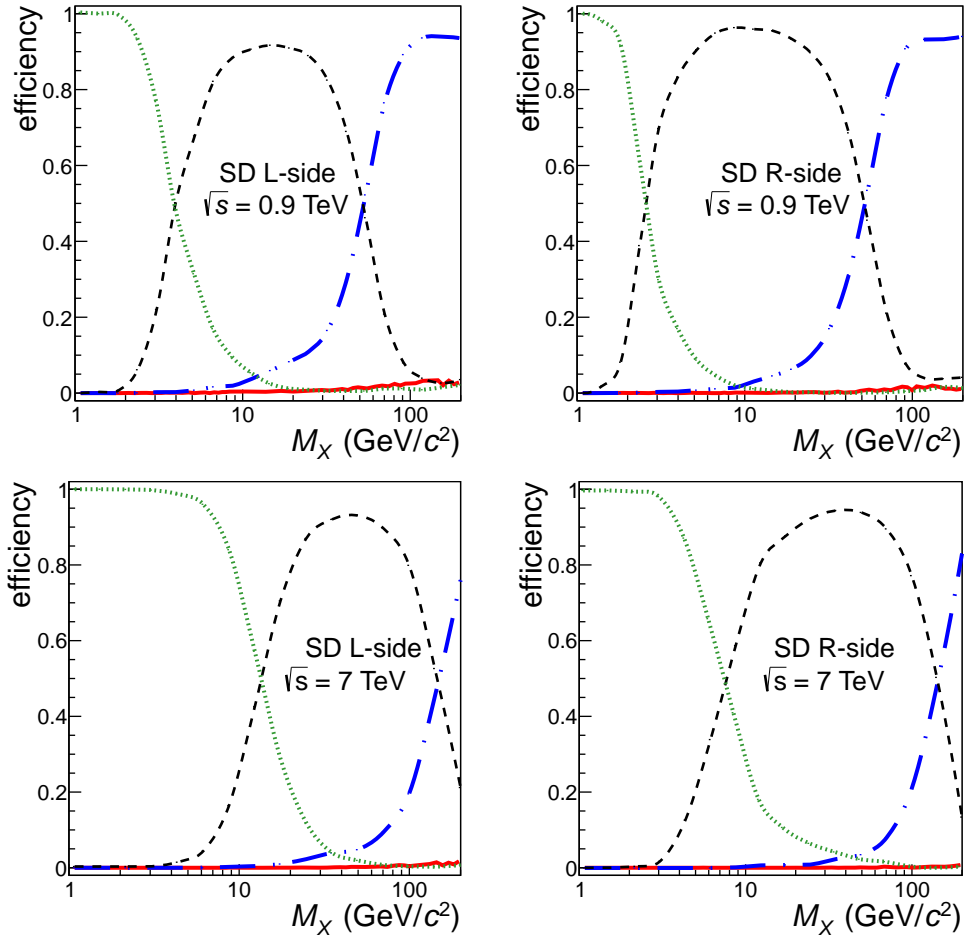 efficiency
1
0.8
0.6
0.4
0.2
0
SD L-side
√s = 0.9 TeV
1 10 100
M_X (GeV/c²)
efficiency
1
0.8
0.6
0.4
0.2
0
SD R-side
√s = 0.9 TeV
1 10 100
M_X (GeV/c²)
efficiency
1
0.8
0.6
0.4
0.2
0
SD L-side
√s = 7 TeV
1 10 100
M_X (GeV/c²)
efficiency
1
0.8
0.6
0.4
0.2
0
SD R-side
√s = 7 TeV
1 10 100
M_X (GeV/c²)